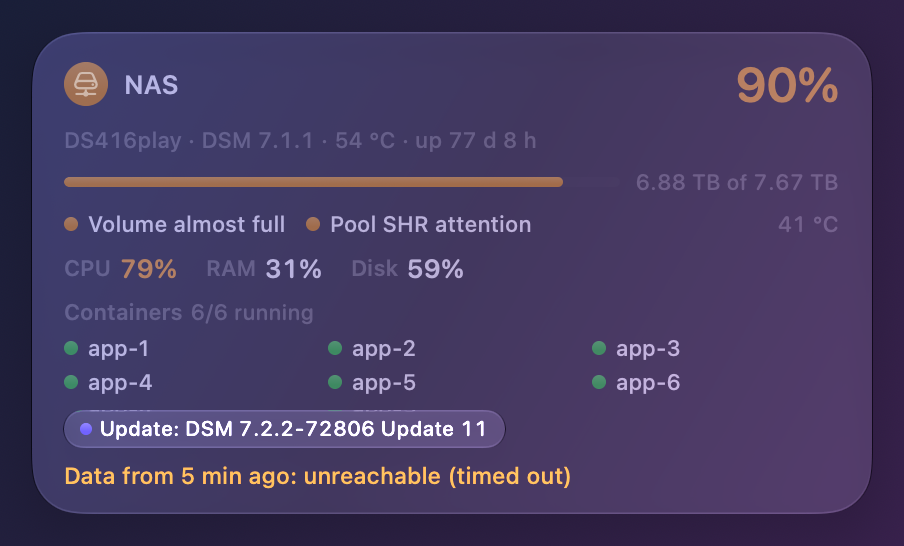 NAS
90%
DS416play · DSM 7.1.1 · 54 °C · up 77 d 8 h
6.88 TB of 7.67 TB
Volume almost full Pool SHR attention 41 °C
CPU 79% RAM 31% Disk 59%
Containers 6/6 running
app-1 app-2 app-3
app-4 app-5 app-6
Update: DSM 7.2.2-72806 Update 11
Data from 5 min ago: unreachable (timed out)